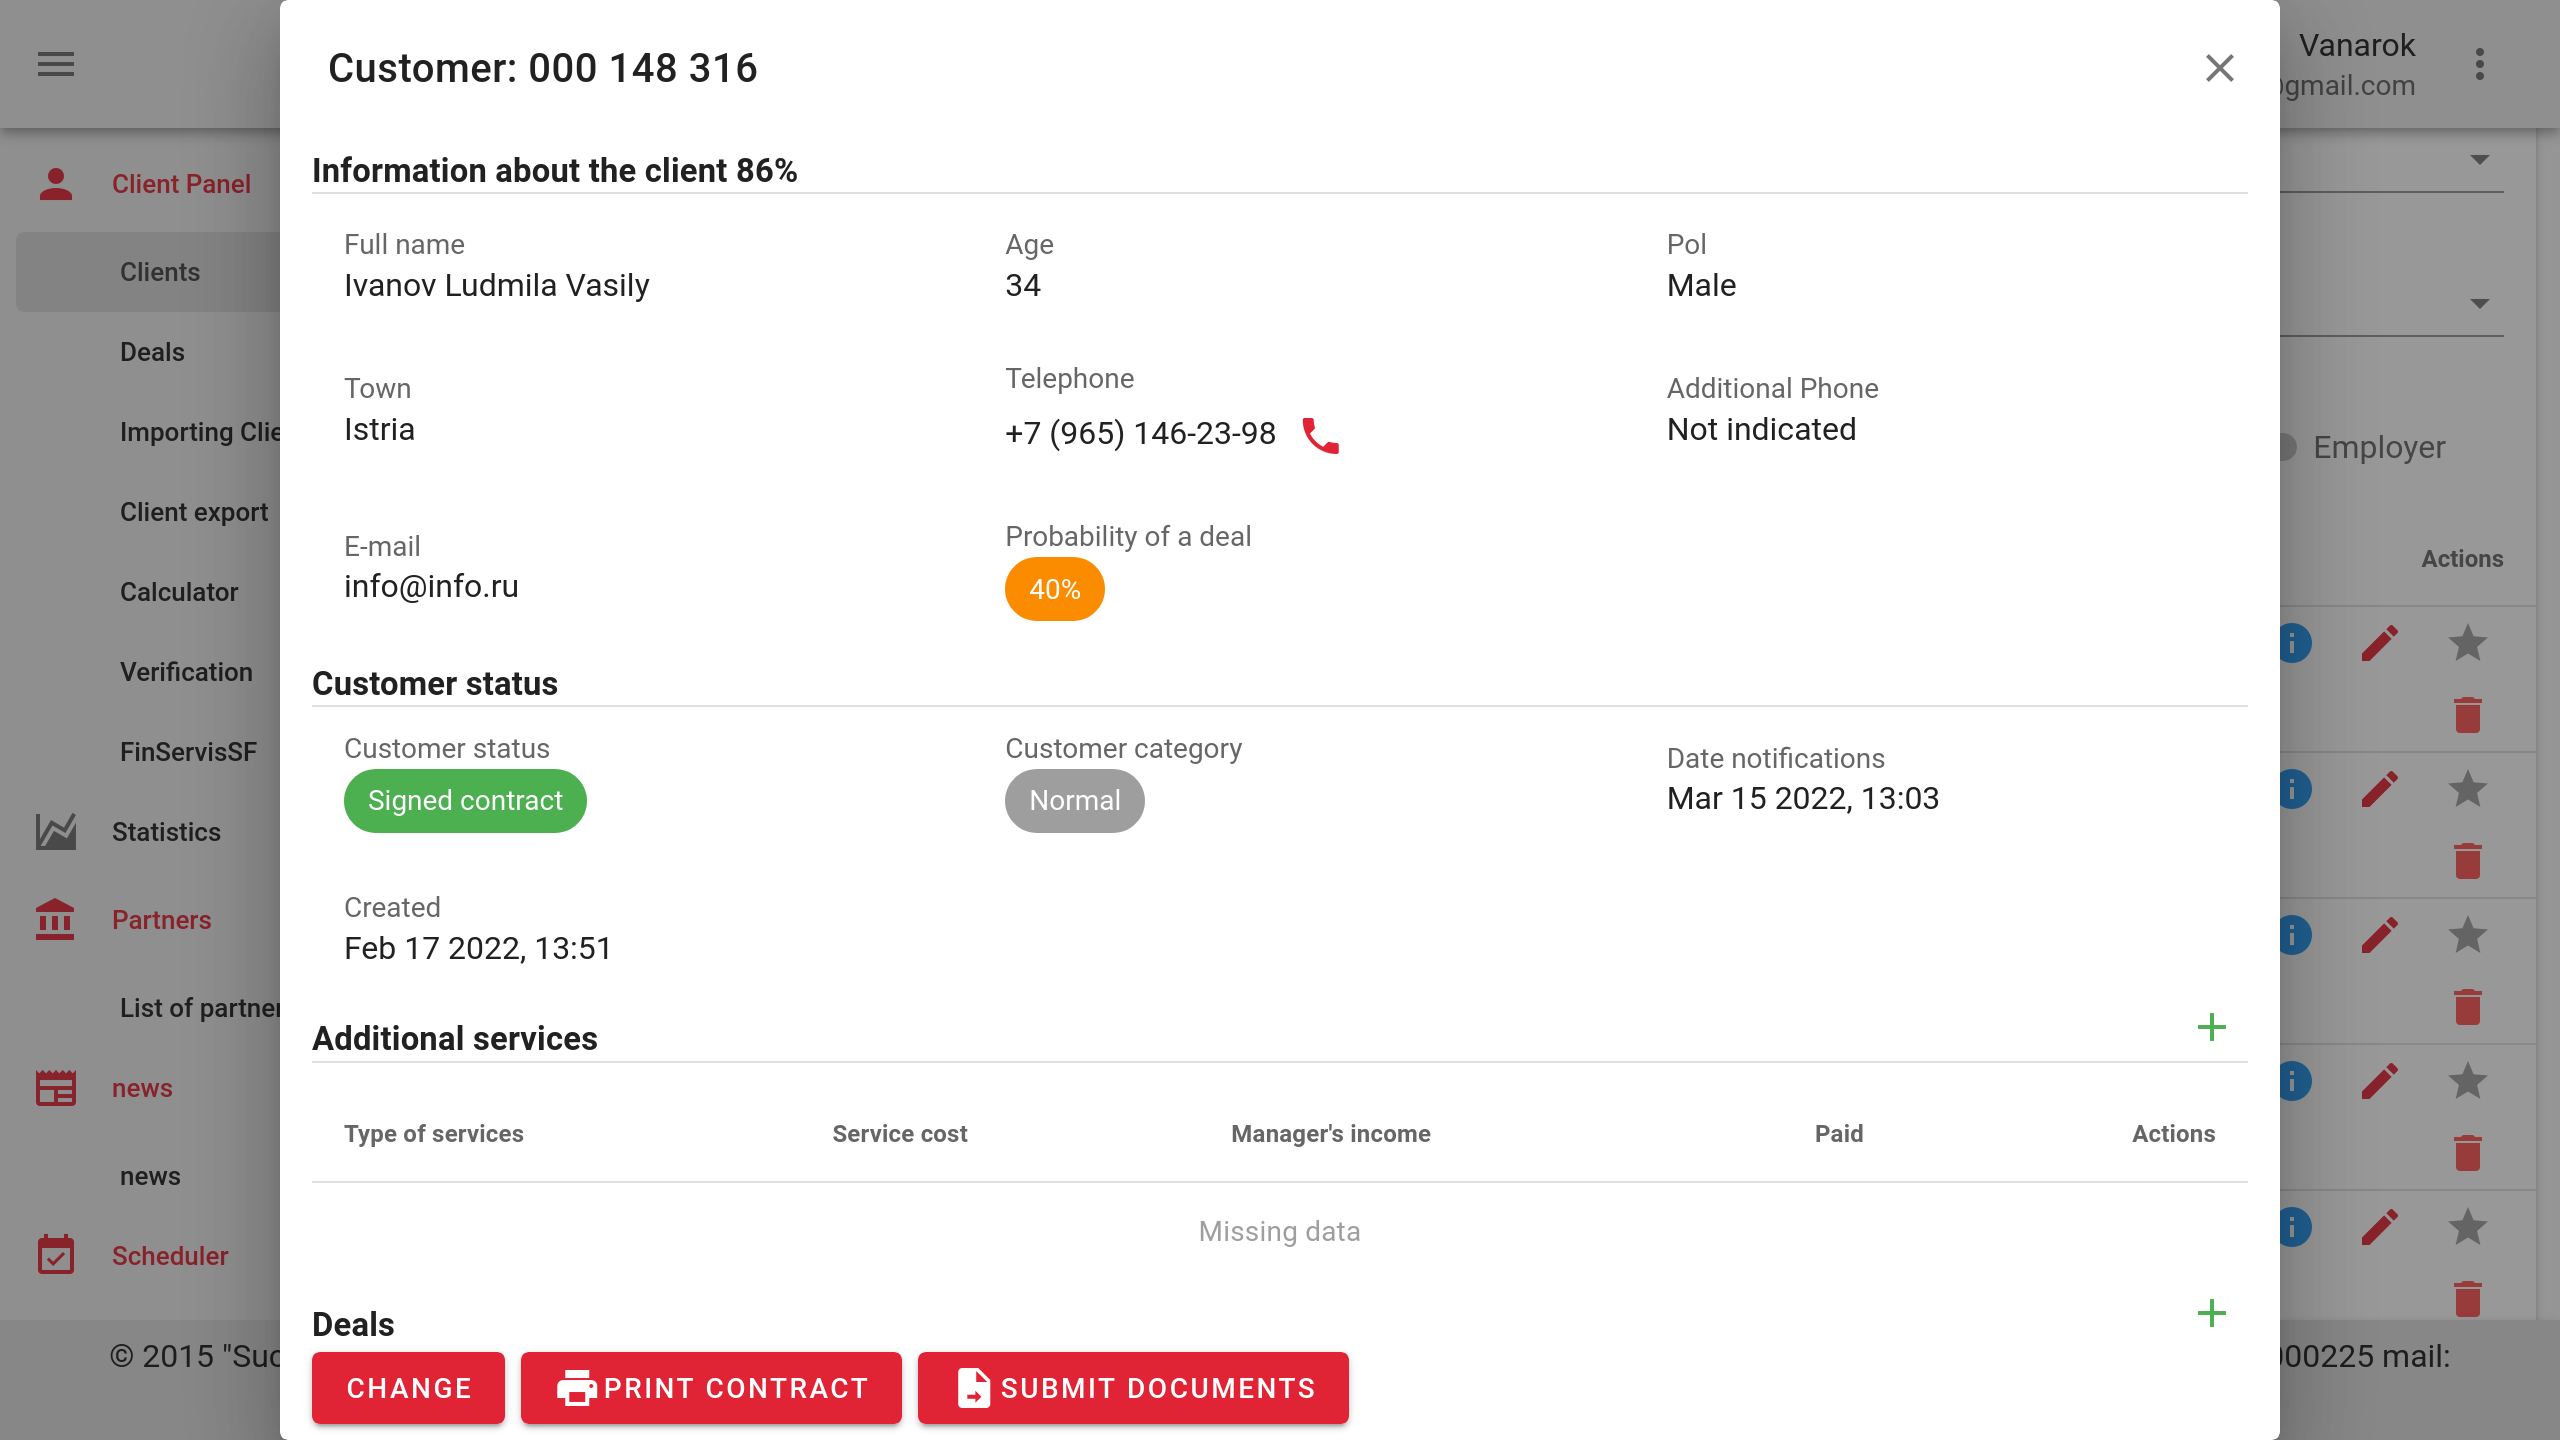 Vanarok
@gmail.com
Client Panel
Clients
Deals
Importing Clie
Client export
Calculator
Verification
FinServisSF
Statistics
Partners
List of partner
news
news
Scheduler
© 2015 "Suc
Customer: 000 148 316
Information about the client 86%
Full name
Ivanov Ludmila Vasily
Age
34
Pol
Male
Town
Istria
Telephone
+7 (965) 146-23-98
Additional Phone
Not indicated
E-mail
info@info.ru
Probability of a deal
40%
Customer status
Customer status
Signed contract
Customer category
Normal
Date notifications
Mar 15 2022, 13:03
Created
Feb 17 2022, 13:51
Additional services
Type of services Service cost Manager's income Paid Actions
Missing data
Deals
CHANGE PRINT CONTRACT SUBMIT DOCUMENTS
Employer
Actions
000225 mail: